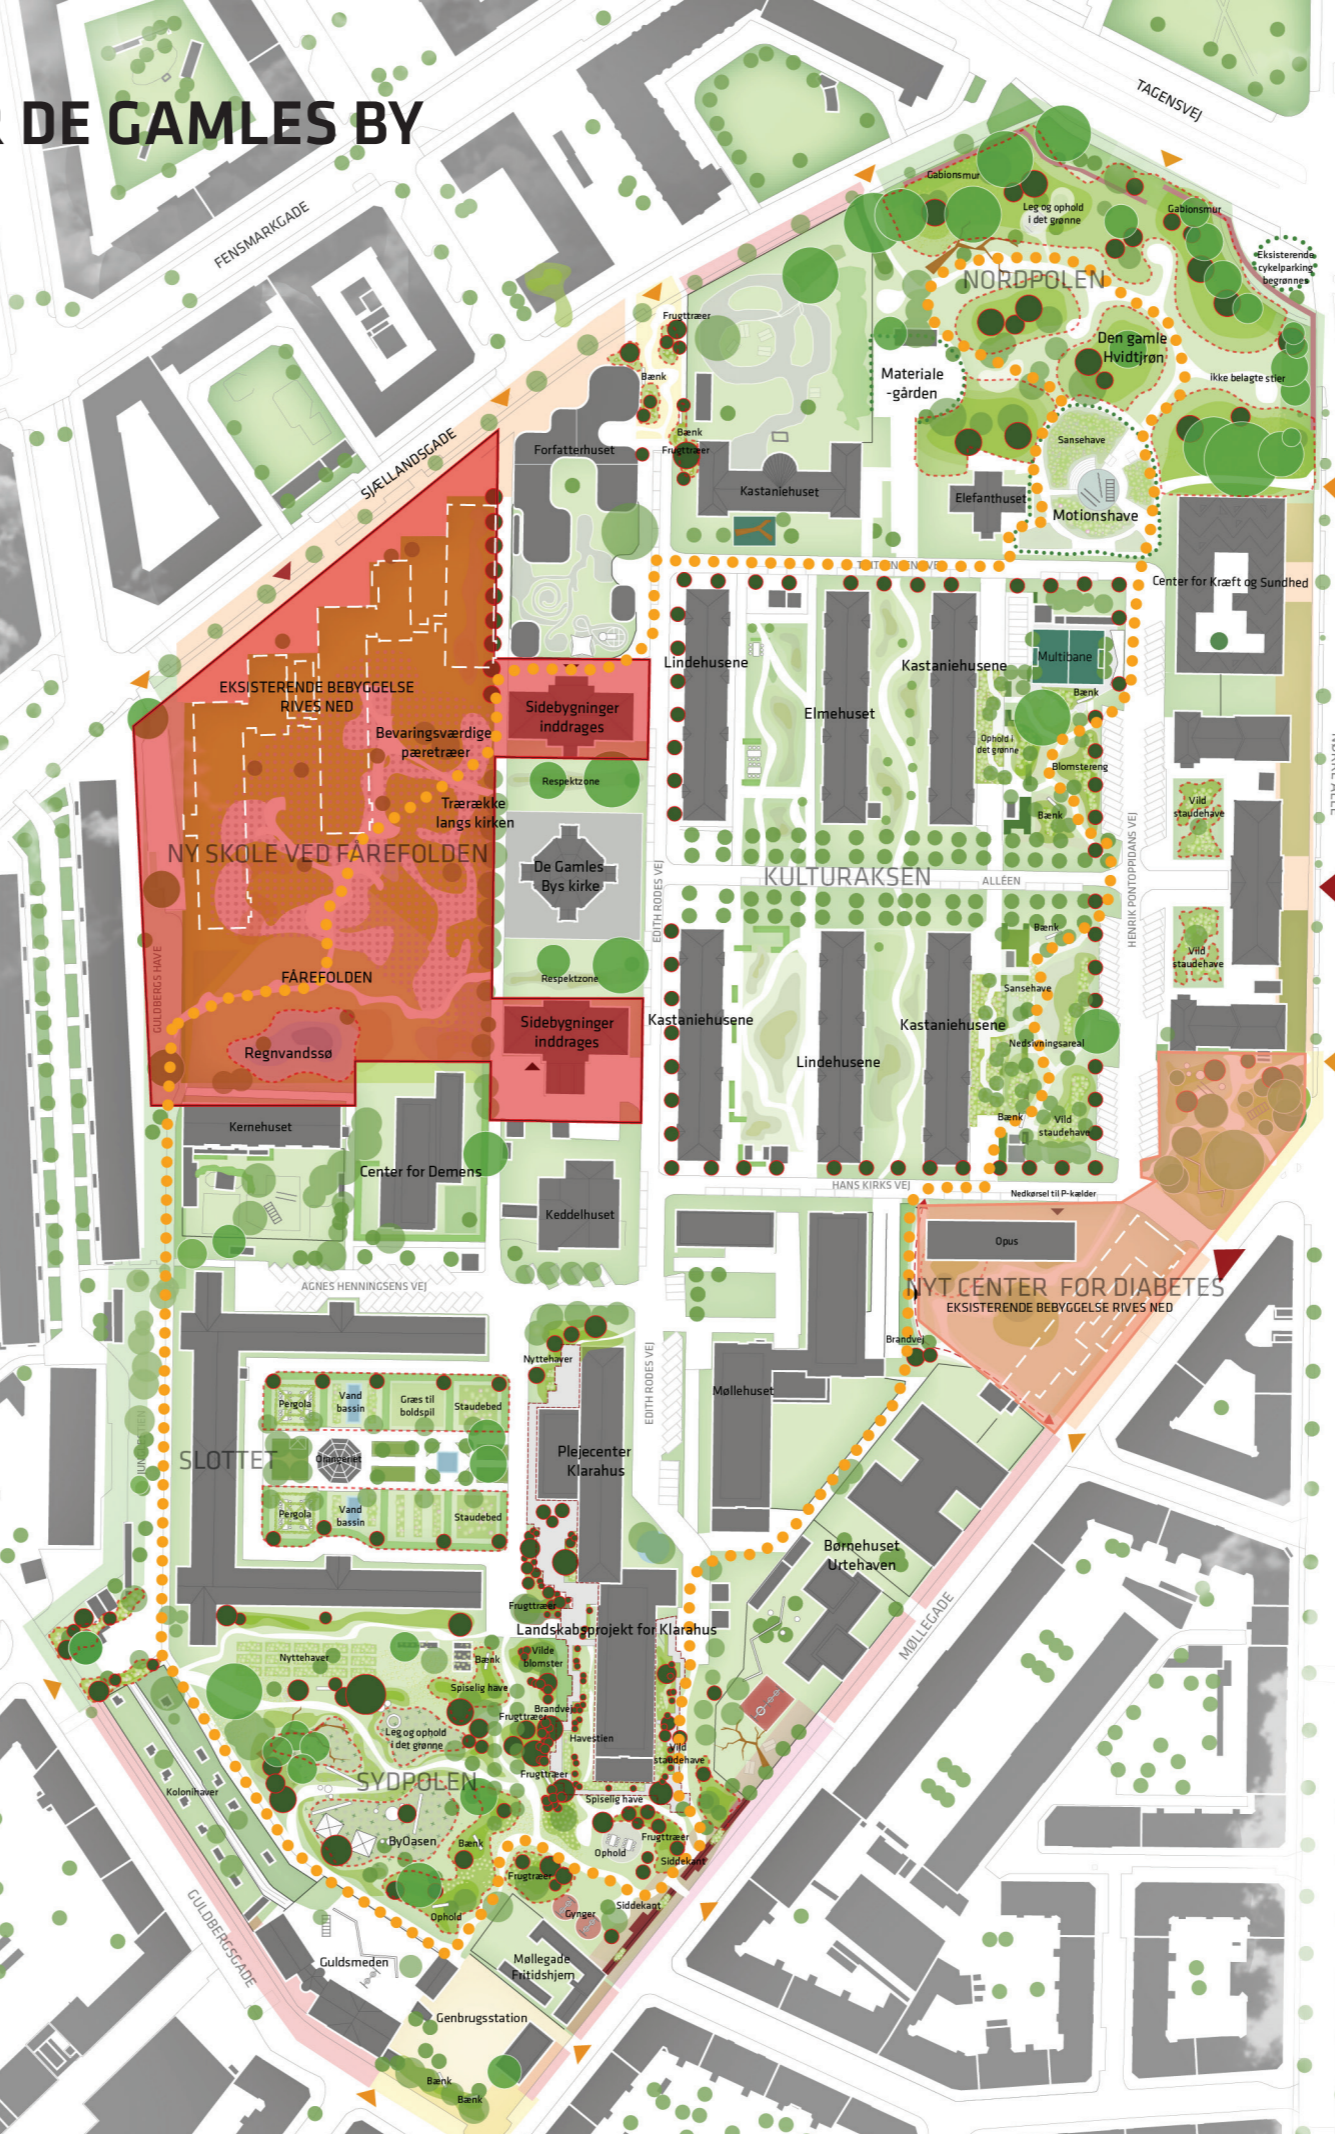 R DE GAMLES BY
TAGENSVEJ
FENSMARKGADE
Gabionsmur
Leg og ophold
i det grønne
Gabionsmur
Eksisterende
cykelparking
begrønnes
NORDPOLEN
Frugttræer
Den gamle
Hvidtjørn
Materiale
-gården
Bænk
ikke belagte stier
SJÆLLANDSGADE
Bænk
Sansehave
Forfatterhuset
Frugttræer
Kastaniehuset
Elefanthuset
Motionshave
Center for Kræft og Sundhed
Lindehusene
Kastaniehusene
Multibane
EKSISTERENDE BEBYGGELSE
RIVES NED
Sidebygninger
inddrages
Elmehuset
Bænk
Bevaringsværdige
pæretræer
Ophold i
det grønne
Blomstereng
Respektzone
Trærække
langs kirken
Bænk
Vild
staudehave
NØRRE ALLÉ
NY SKOLE VED FÅREFOLDEN
De Gamles
Bys kirke
KULTURAKSEN
ALLÉEN
EDITH RODES VEJ
HENRIK PONTOPPIDANS VEJ
Bænk
Vild
staudehave
FÅREFOLDEN
Respektzone
Sansehave
GULDBERGS HAVE
Sidebygninger
inddrages
Kastaniehusene
Kastaniehusene
Nedsivningsareal
Regnvandssø
Lindehusene
Bænk
Vild
staudehave
Kernehuset
Center for Demens
HANS KIRKS VEJ
Nedkørsel til P-kælder
Keddelhuset
Opus
AGNES HENNINGSENS VEJ
NYT CENTER FOR DIABETES
EKSISTERENDE BEBYGGELSE RIVES NED
Brandvej
EDITH RODES VEJ
Nyttehaver
Møllehuset
Pergola
Vand
bassin
Græs til
boldspil
Staudebed
SLOTTET
Orangeriet
Plejecenter
Klarahus
Pergola
Vand
bassin
Staudebed
Børnehuset
Urtehaven
Frugttræer
Landskabsprojekt for Klarahus
MØLLEGADE
Nyttehaver
Bænk
Vilde
blomster
Spiselig have
Brandvej
Frugttræer
Leg og ophold
i det grønne
Havestien
Vild
staudehave
SYDPOLEN
Frugttræer
Kolonihaver
Spiselig have
ByOasen
Bænk
Frugttræer
Ophold
Siddekant
Frugtræer
GULDBERGSGADE
Ophold
Gynger
Siddekant
Guldsmeden
Møllegade
Fritidshjem
Genbrugsstation
Bænk
Bænk